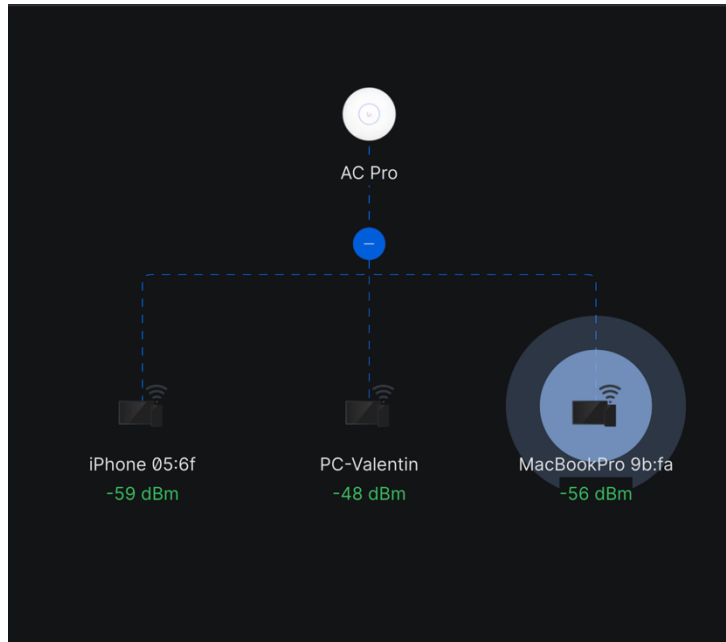 AC Pro
iPhone 05:6f
PC-Valentin
MacBookPro 9b:fa
-59 dBm
-48 dBm
-56 dBm